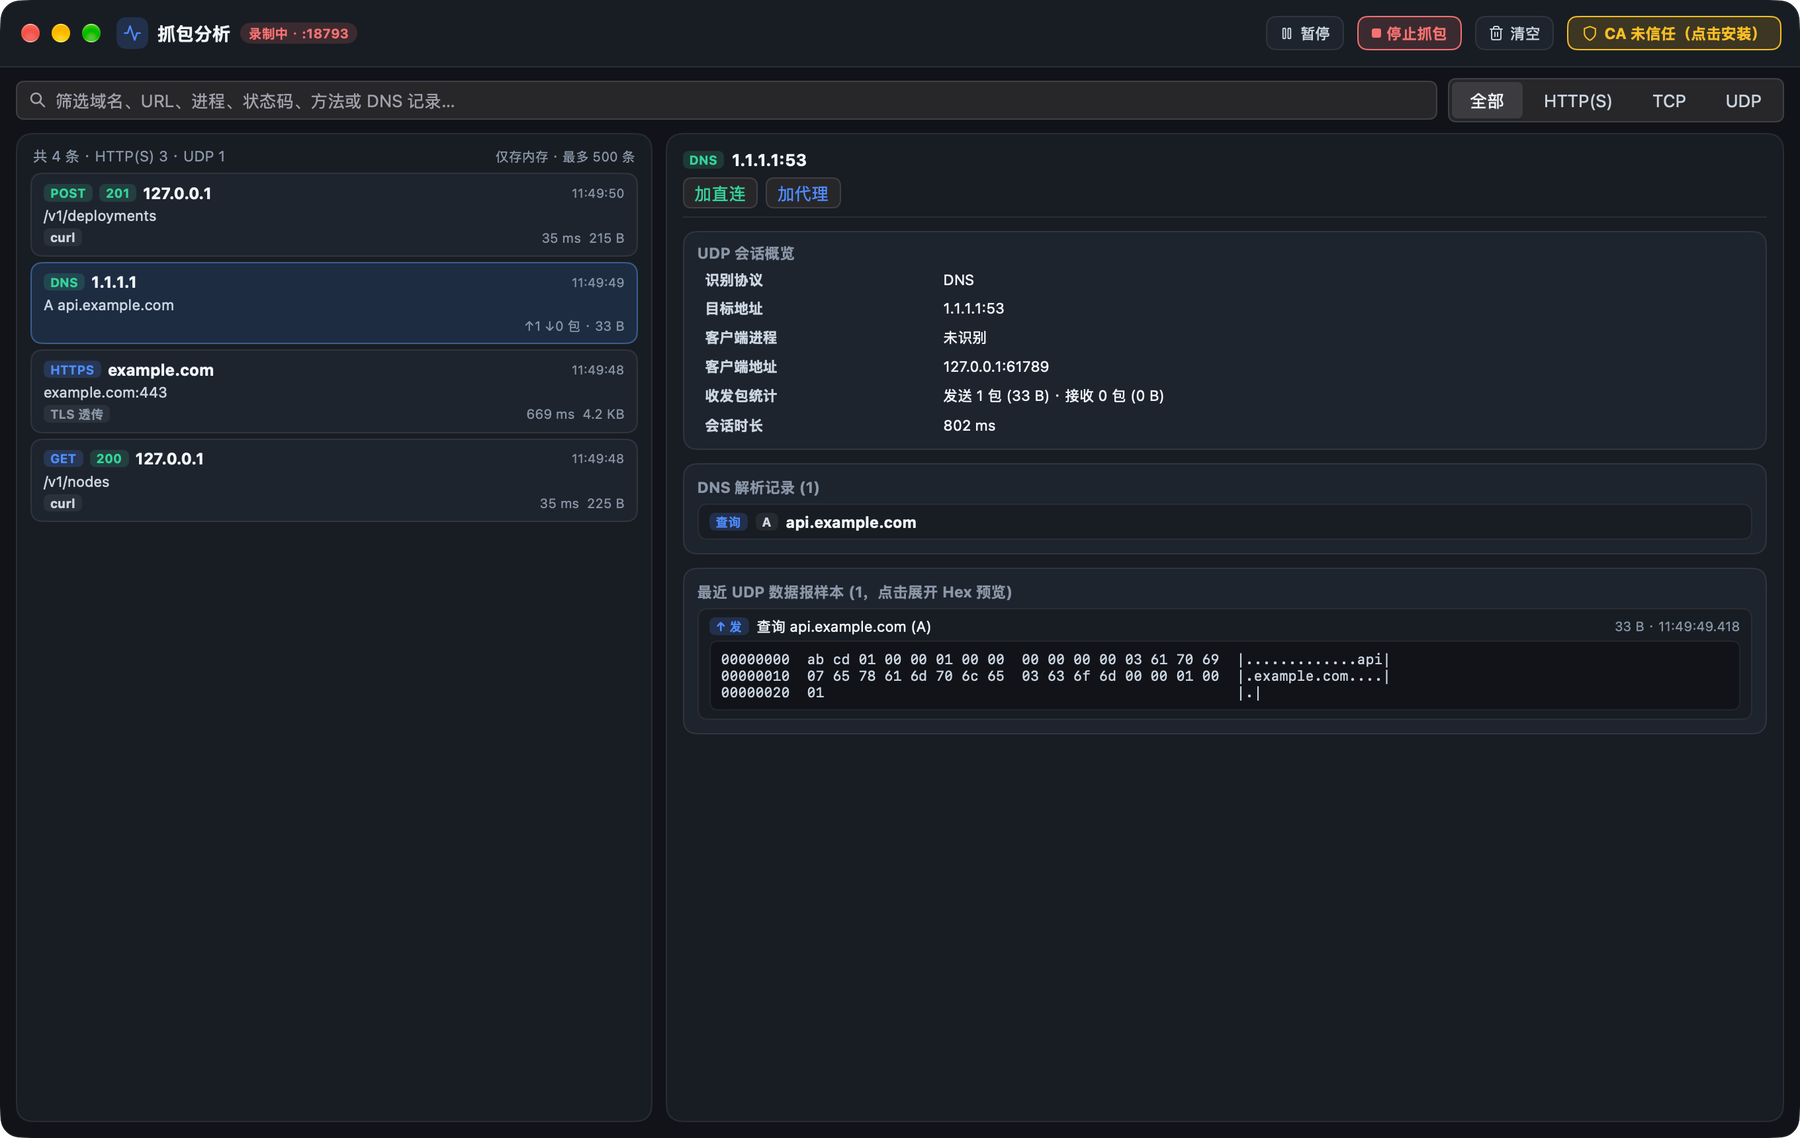 抓包分析 录制中 · :18793 暂停 停止抓包 清空 CA 未信任（点击安装）
筛选域名、URL、进程、状态码、方法或 DNS 记录... 全部 HTTP(S) TCP UDP
共 4 条 · HTTP(S) 3 · UDP 1 仅存内存 · 最多 500 条
POST 201 127.0.0.1 11:49:50
/v1/deployments
curl 35 ms 215 B
DNS 1.1.1.1 11:49:49
A api.example.com
↑1 ↓0 包 · 33 B
HTTPS example.com 11:49:48
example.com:443
TLS 透传 669 ms 4.2 KB
GET 200 127.0.0.1 11:49:48
/v1/nodes
curl 35 ms 225 B
DNS 1.1.1.1:53
加直连 加代理
UDP 会话概览
识别协议 DNS
目标地址 1.1.1.1:53
客户端进程 未识别
客户端地址 127.0.0.1:61789
收发包统计 发送 1 包 (33 B) · 接收 0 包 (0 B)
会话时长 802 ms
DNS 解析记录 (1)
查询 A api.example.com
最近 UDP 数据报样本 (1，点击展开 Hex 预览)
↑ 发 查询 api.example.com (A) 33 B · 11:49:49.418
00000000 ab cd 01 00 00 01 00 00 00 00 00 00 03 61 70 69 |.............api|
00000010 07 65 78 61 6d 70 6c 65 03 63 6f 6d 00 00 01 00 |.example.com....|
00000020 01 |.|